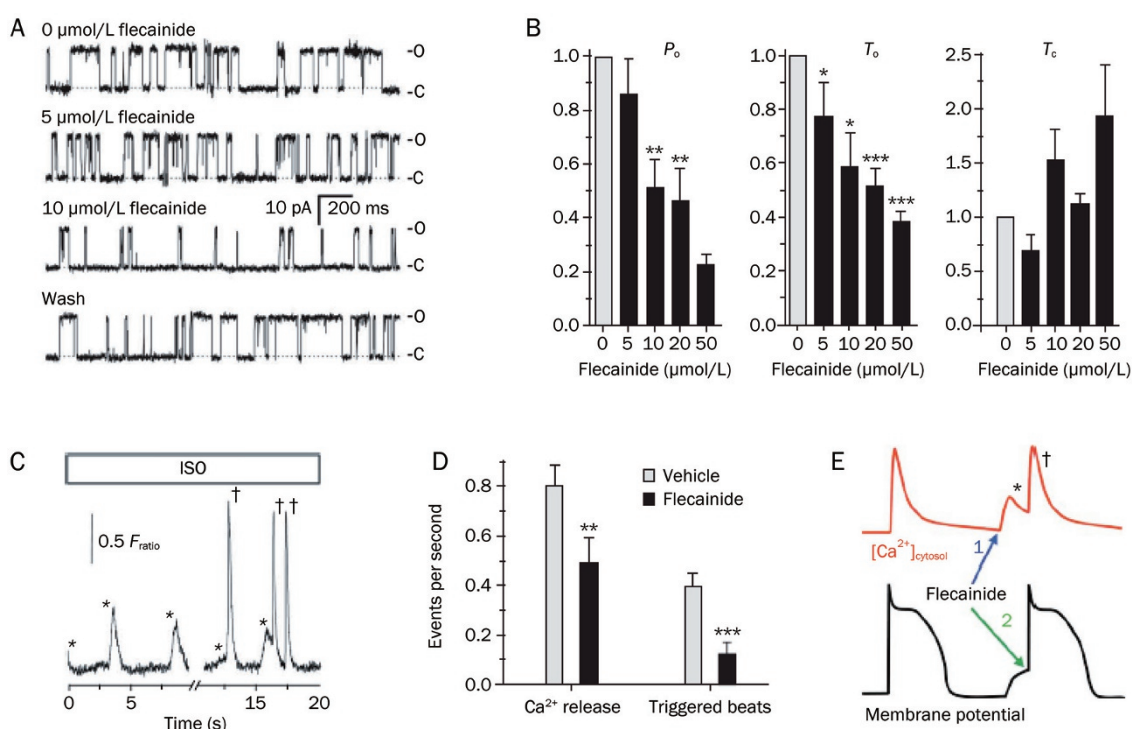 A
0 µmol/L flecainide
-O
-C
5 µmol/L flecainide
-O
-C
10 µmol/L flecainide
10 pA
200 ms
-O
-C
Wash
-O
-C
B
Pₒ
1.0
0.8
0.6
0.4
0.2
0.0
** **
0 5 10 20 50
Flecainide (µmol/L)
Tₒ
1.0
0.8
0.6
0.4
0.2
0.0
* * *** ***
0 5 10 20 50
Flecainide (µmol/L)
T꜀
2.5
2.0
1.5
1.0
0.5
0.0
0 5 10 20 50
Flecainide (µmol/L)
C
ISO
0.5 Fratio
* * * * * † † †
0 5 15 20
Time (s)
D
Vehicle
Flecainide
Events per second
0.8
0.6
0.4
0.2
0.0
** ***
Ca²⁺ release Triggered beats
E
* †
[Ca²⁺]cytosol
1
Flecainide
2
Membrane potential